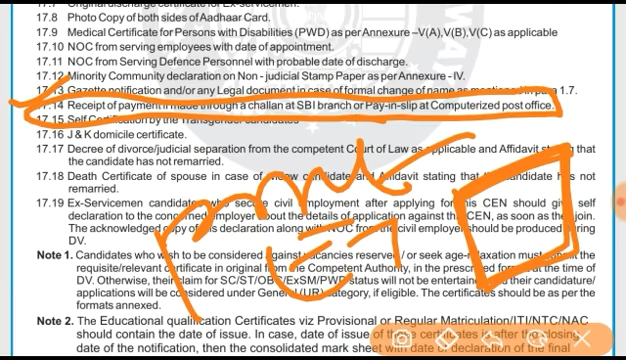 17.7 Original discharge certificate for Ex-servicemen.
17.8 Photo Copy of both sides of Aadhaar Card.
17.9 Medical Certificate for Persons with Disabilities (PWD) as per Annexure –V(A),V(B),V(C) as applicable
17.10 NOC from serving employees with date of appointment.
17.11 NOC from Serving Defence Personnel with probable date of discharge.
17.12 Minority Community declaration on Non - judicial Stamp Paper as per Annexure - IV.
17.13 Gazette notification and/or any Legal document in case of formal change of name as mentioned in para 1.7.
17.14 Receipt of payment made through a challan at SBI branch or Pay-in-slip at Computerized post office.
17.15 Self Certification by the Transgender candidates
17.16 J & K domicile certificate.
17.17 Decree of divorce/judicial separation from the competent Court of Law as applicable and Affidavit stating that
the candidate has not remarried.
17.18 Death Certificate of spouse in case of widow candidate and Affidavit stating that the candidate has not
remarried.
17.19 Ex-Servicemen candidates who secure civil employment after applying for this CEN should give self
declaration to the concerned employer about the details of application against this CEN, as soon as they join.
The acknowledged copy of this declaration along with NOC from the civil employer should be produced during
DV.
Note 1. Candidates who wish to be considered against vacancies reserved / or seek age-relaxation must submit the
requisite/relevant certificate in original from the Competent Authority, in the prescribed format at the time of
DV. Otherwise, their claim for SC/ST/OBC/ExSM/PWD status will not be entertained and their candidature/
applications will be considered under General (UR) category, if eligible. The certificates should be as per the
formats annexed.
Note 2. The Educational qualification Certificates viz Provisional or Regular Matriculation/ITI/NTC/NAC
should contain the date of issue. In case, date of issue of the certificates is after the closing
date of the notification, then the consolidated mark sheet with date of declaration of the final